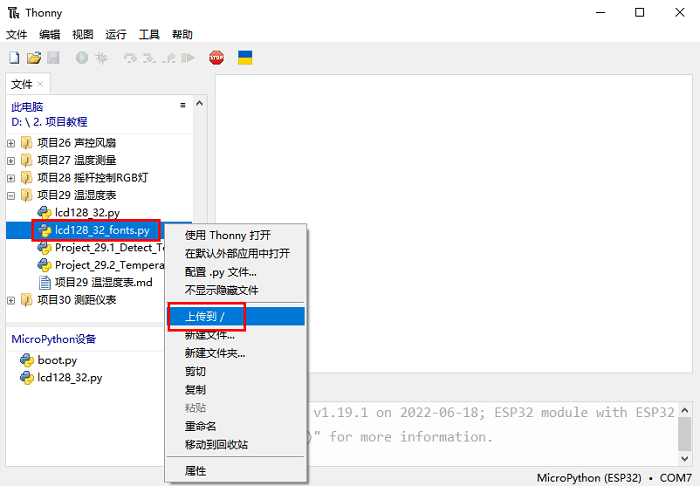 Thonny
文件 编辑 视图 运行 工具 帮助
STOP
文件
此电脑
D: \ 2. 项目教程
项目26 声控风扇
项目27 温度测量
项目28 摇杆控制RGB灯
项目29 温湿度表
lcd128_32.py
lcd128_32_fonts.py
Project_29.1_Detect_Te
Project_29.2_Tempera
项目29 温湿度表.md
项目30 测距仪表
使用 Thonny 打开
在默认外部应用中打开
配置 .py 文件...
不显示隐藏文件
上传到 /
新建文件...
新建文件夹...
剪切
复制
粘贴
重命名
移动到回收站
属性
MicroPython设备
boot.py
lcd128_32.py
v1.19.1 on 2022-06-18; ESP32 module with ESP32
)" for more information.
MicroPython (ESP32) • COM7